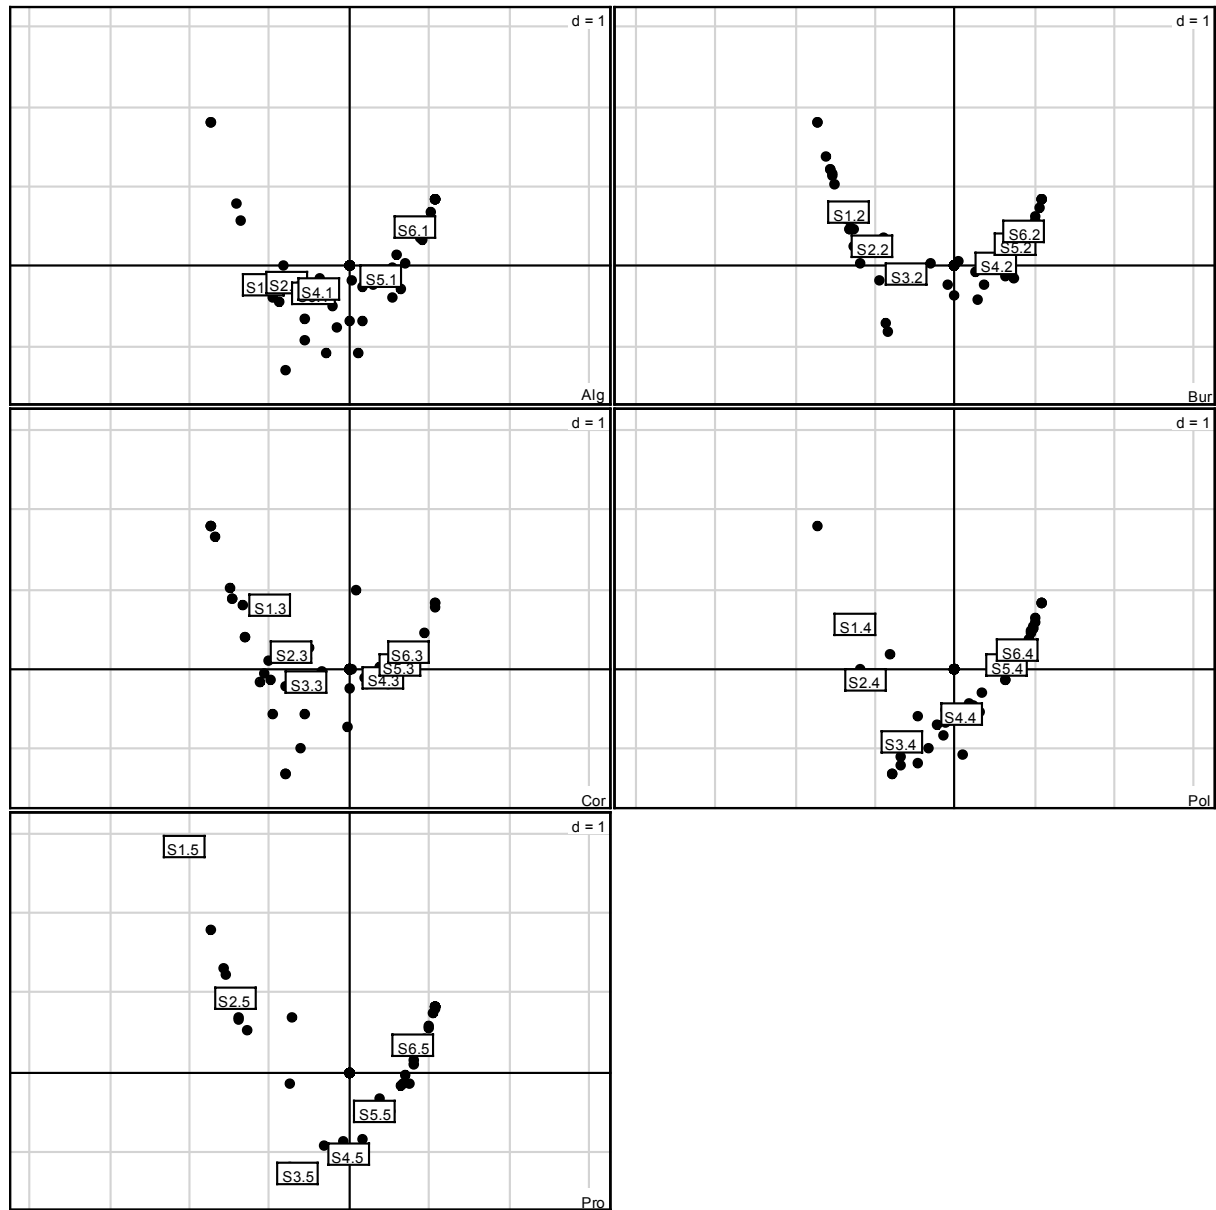 d = 1
S6.1
S5.1
S1
S2.
S4.1
Alg
d = 1
S1.2
S2.2
S6.2
S5.2
S4.2
S3.2
Bur
d = 1
S1.3
S2.3
S6.3
S5.3
S4.3
S3.3
Cor
d = 1
S1.4
S6.4
S5.4
S2.4
S4.4
S3.4
Pol
d = 1
S1.5
S2.5
S6.5
S5.5
S4.5
S3.5
Pro